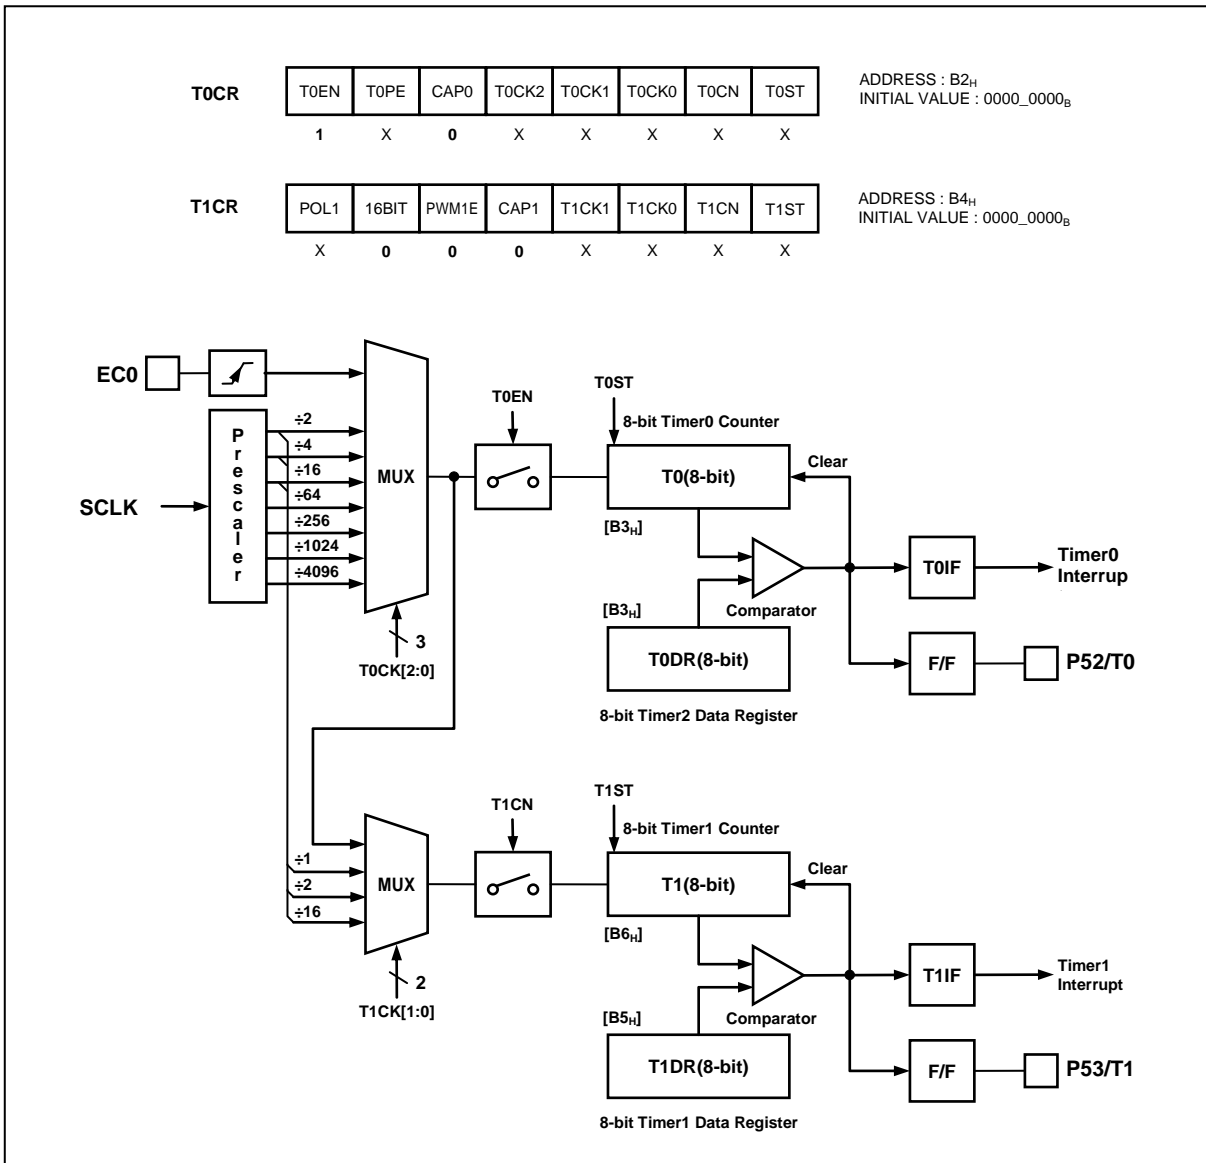 T0CR T0EN T0PE CAP0 T0CK2 T0CK1 T0CK0 T0CN T0ST
ADDRESS : B2H
INITIAL VALUE : 0000_0000B
1 X 0 X X X X X
T1CR POL1 16BIT PWM1E CAP1 T1CK1 T1CK0 T1CN T1ST
ADDRESS : B4H
INITIAL VALUE : 0000_0000B
X 0 0 0 X X X X
EC0
SCLK
Prescaler
÷2
÷4
÷16
÷64
÷256
÷1024
÷4096
MUX
3
T0CK[2:0]
T0EN
T0ST
8-bit Timer0 Counter
T0(8-bit)
Clear
[B3H]
Comparator
[B3H]
T0DR(8-bit)
8-bit Timer2 Data Register
T0IF
Timer0
Interrup
F/F
P52/T0
÷1
÷2
÷16
MUX
2
T1CK[1:0]
T1CN
T1ST
8-bit Timer1 Counter
T1(8-bit)
Clear
[B6H]
Comparator
[B5H]
T1DR(8-bit)
8-bit Timer1 Data Register
T1IF
Timer1
Interrupt
F/F
P53/T1